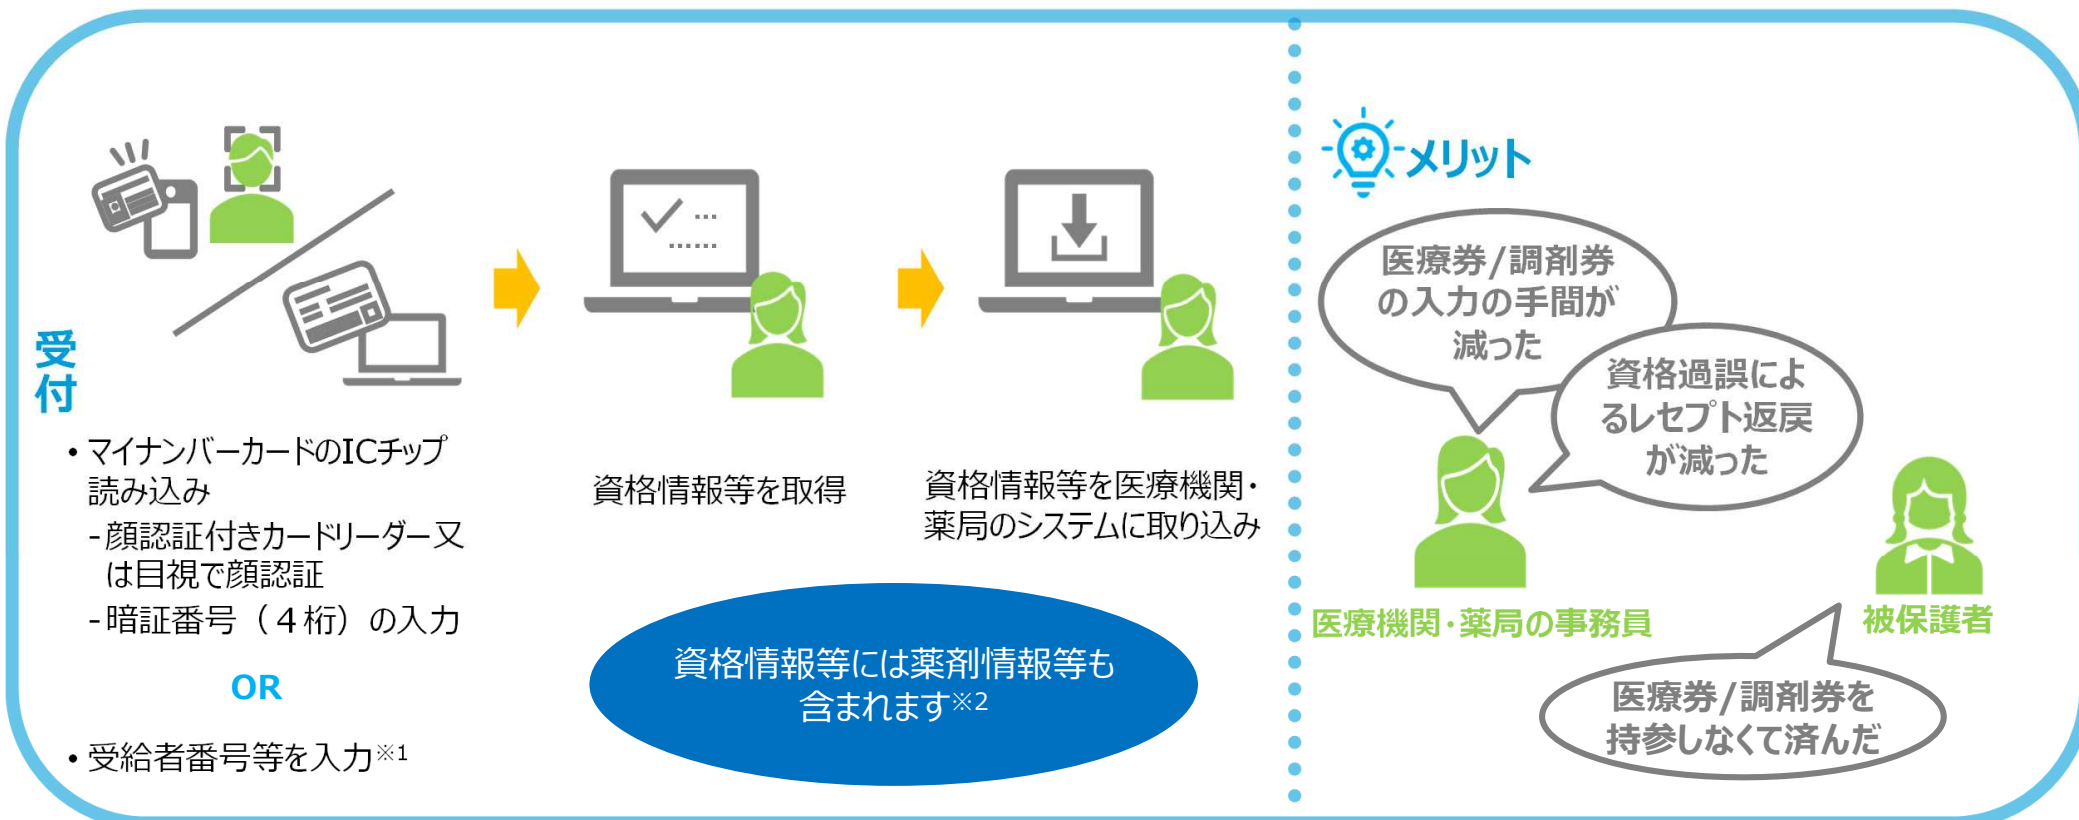 受付
• マイナンバーカードのICチップ
読み込み
- 顔認証付きカードリーダー又
は目視で顔認証
- 暗証番号（４桁）の入力
OR
• 受給者番号等を入力※1
資格情報等を取得
資格情報等を医療機関・
薬局のシステムに取り込み
資格情報等には薬剤情報等も
含まれます※2
メリット
医療券/調剤券
の入力の手間が
減った
資格過誤によ
るレセプト返戻
が減った
医療機関・薬局の事務員
被保護者
医療券/調剤券を
持参しなくて済んだ